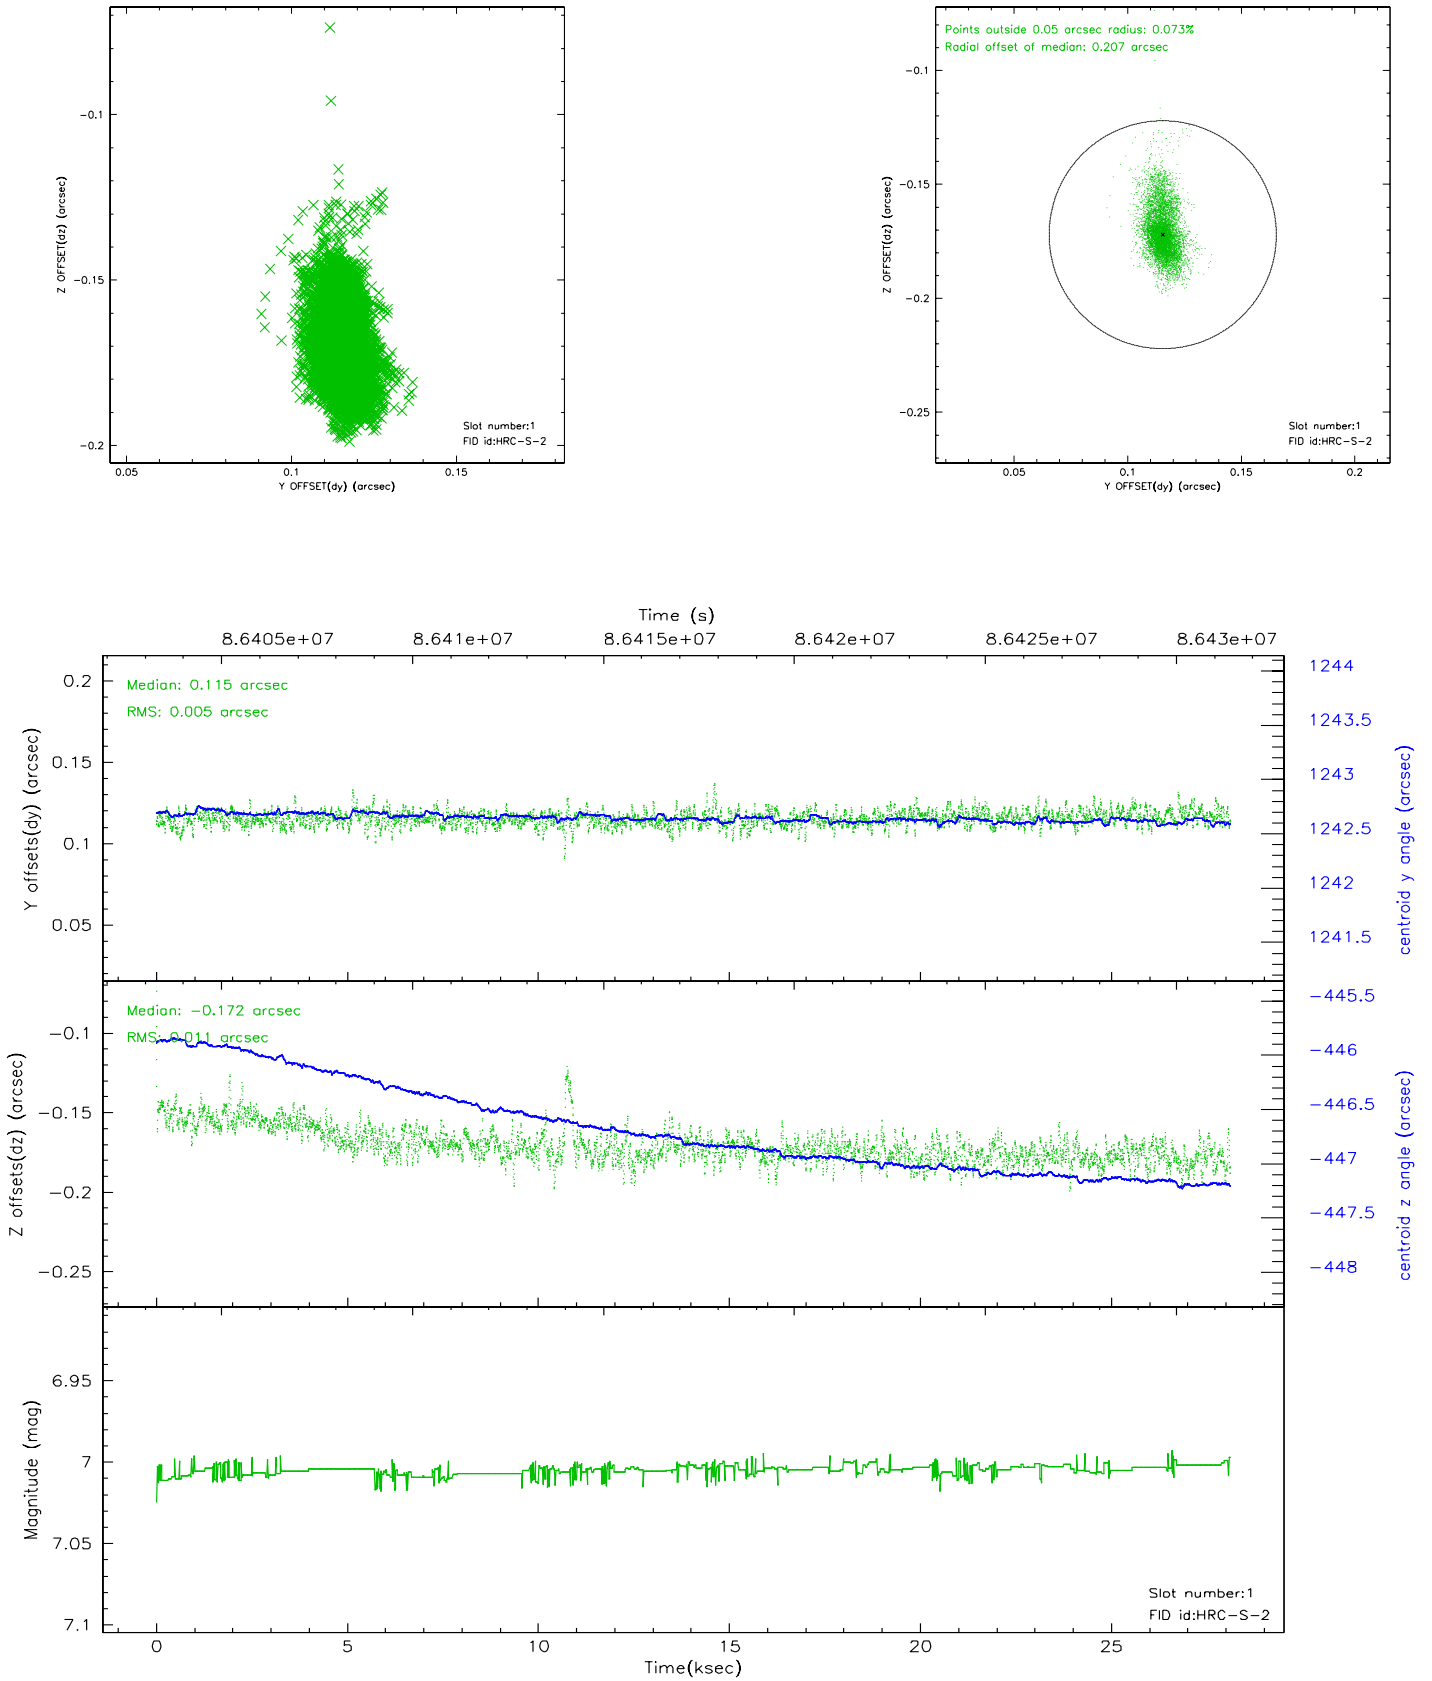 -0.1
-0.15
-0.2
Z OFFSET(dz) (arcsec)
Slot number:1
FID id:HRC-S-2
0.05 0.1 0.15
Y OFFSET(dy) (arcsec)
Points outside 0.05 arcsec radius: 0.073%
Radial offset of median: 0.207 arcsec
-0.1
-0.15
-0.2
-0.25
Z OFFSET(dz) (arcsec)
Slot number:1
FID id:HRC-S-2
0.05 0.1 0.15 0.2
Y OFFSET(dy) (arcsec)
Time (s)
8.6405e+07 8.641e+07 8.6415e+07 8.642e+07 8.6425e+07 8.643e+07
Median: 0.115 arcsec
RMS: 0.005 arcsec
0.2
0.15
0.1
0.05
Y offsets(dy) (arcsec)
1244
1243.5
1243
1242.5
1242
1241.5
centroid y angle (arcsec)
Median: -0.172 arcsec
RMS: 0.011 arcsec
-0.1
-0.15
-0.2
-0.25
Z offsets(dz) (arcsec)
-445.5
-446
-446.5
-447
-447.5
-448
centroid z angle (arcsec)
6.95
7
7.05
7.1
Magnitude (mag)
Slot number:1
FID id:HRC-S-2
0 5 10 15 20 25
Time(ksec)